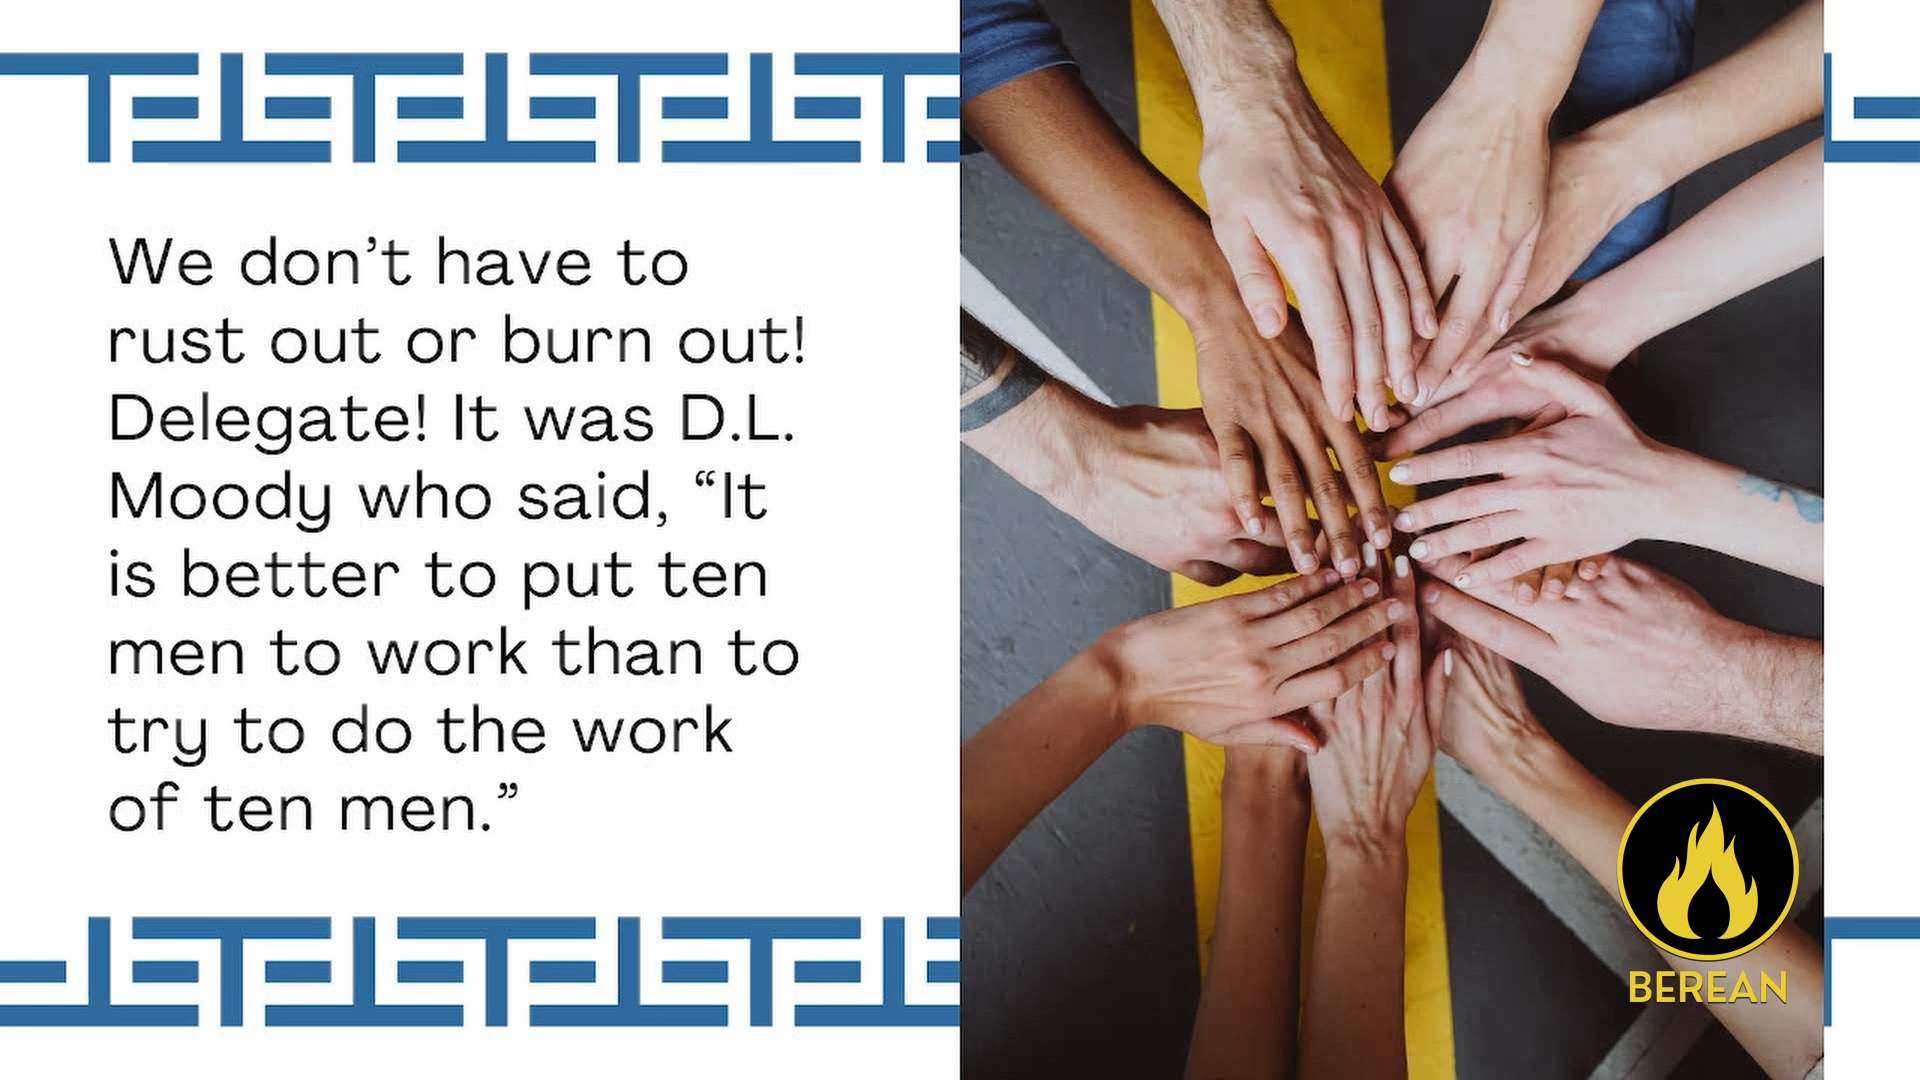 We don’t have to
rust out or burn out!
Delegate! It was D.L.
Moody who said, “It
is better to put ten
men to work than to
try to do the work
of ten men.”
BEREAN